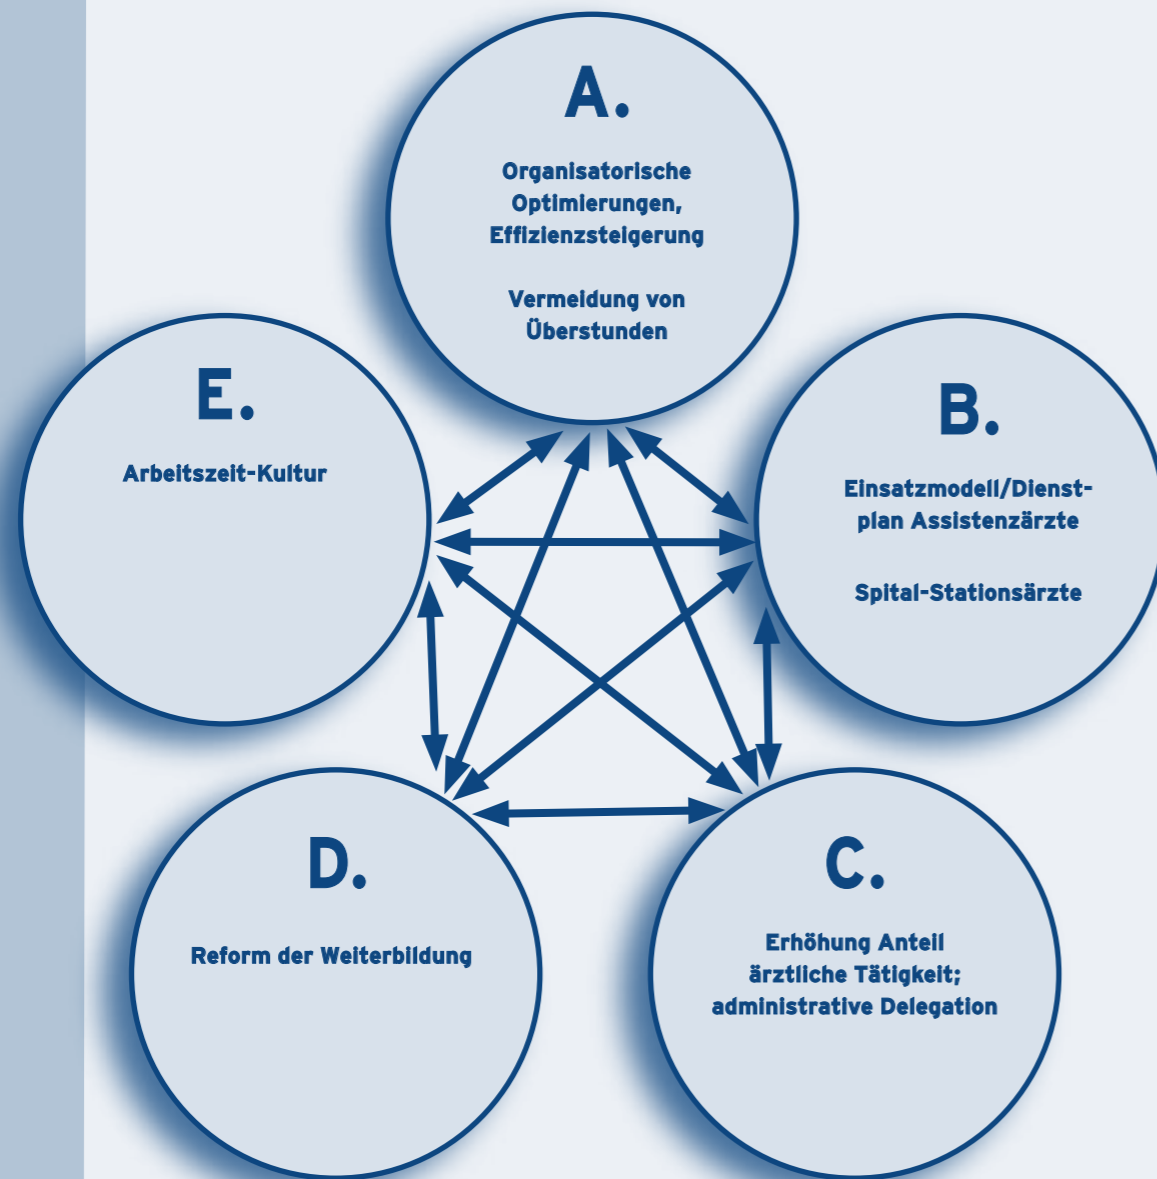 A.
Organisatorische
Optimierungen,
Effizienzsteigerung
Vermeidung von
Überstunden
B.
Einsatzmodell/Dienst-
plan Assistenzärzte
Spital-Stationsärzte
C.
Erhöhung Anteil
ärztliche Tätigkeit;
administrative Delegation
D.
Reform der Weiterbildung
E.
Arbeitszeit-Kultur